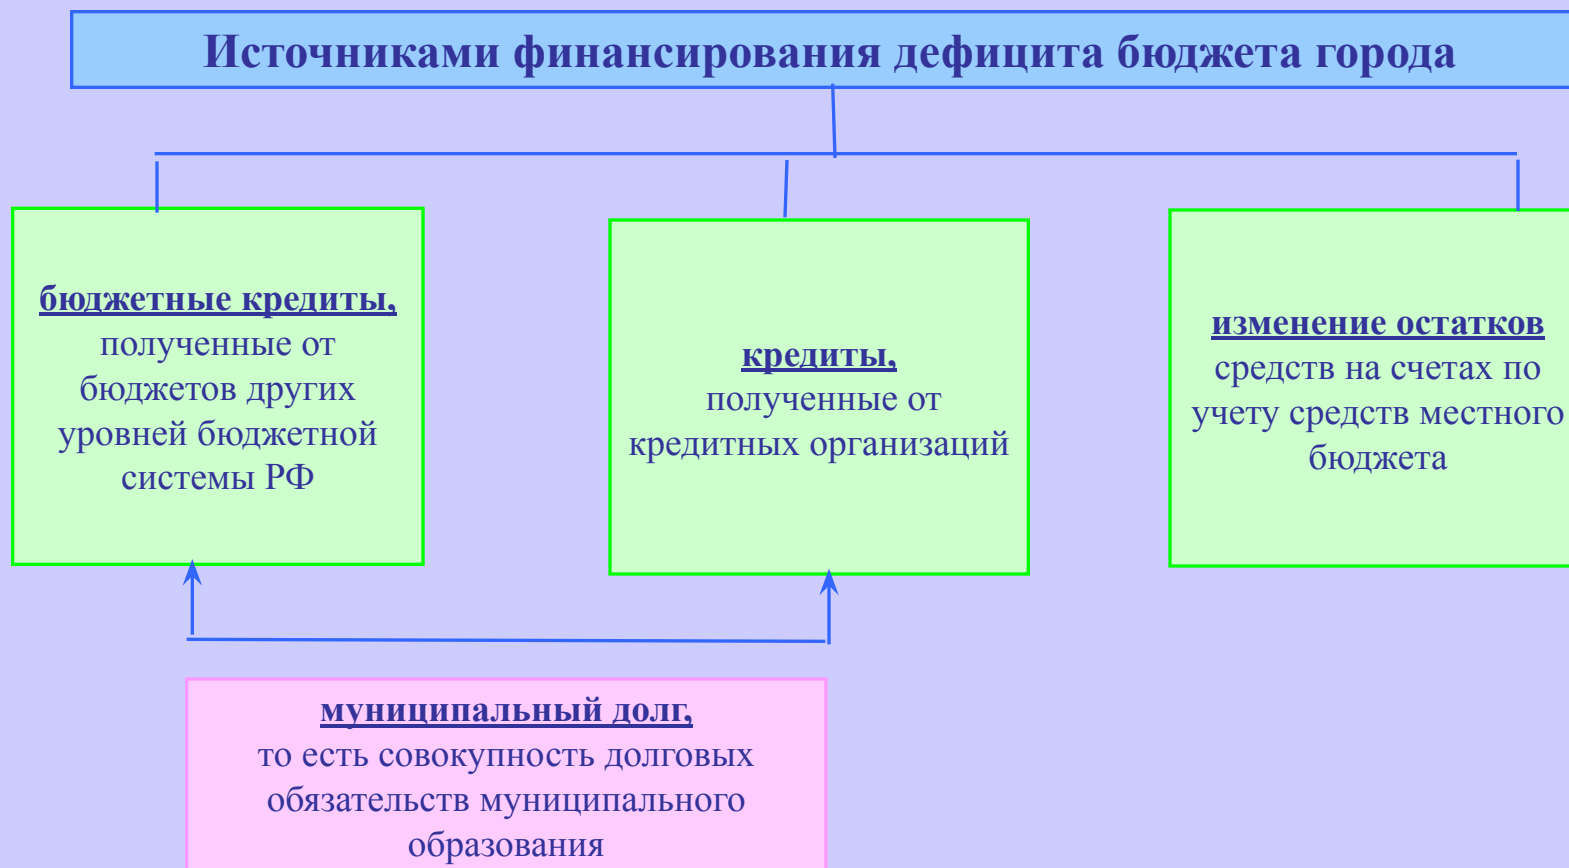 Источниками финансирования дефицита бюджета города
бюджетные кредиты,
полученные от
бюджетов других
уровней бюджетной
системы РФ
кредиты,
полученные от
кредитных организаций
изменение остатков
средств на счетах по
учету средств местного
бюджета
муниципальный долг,
то есть совокупность долговых
обязательств муниципального
образования